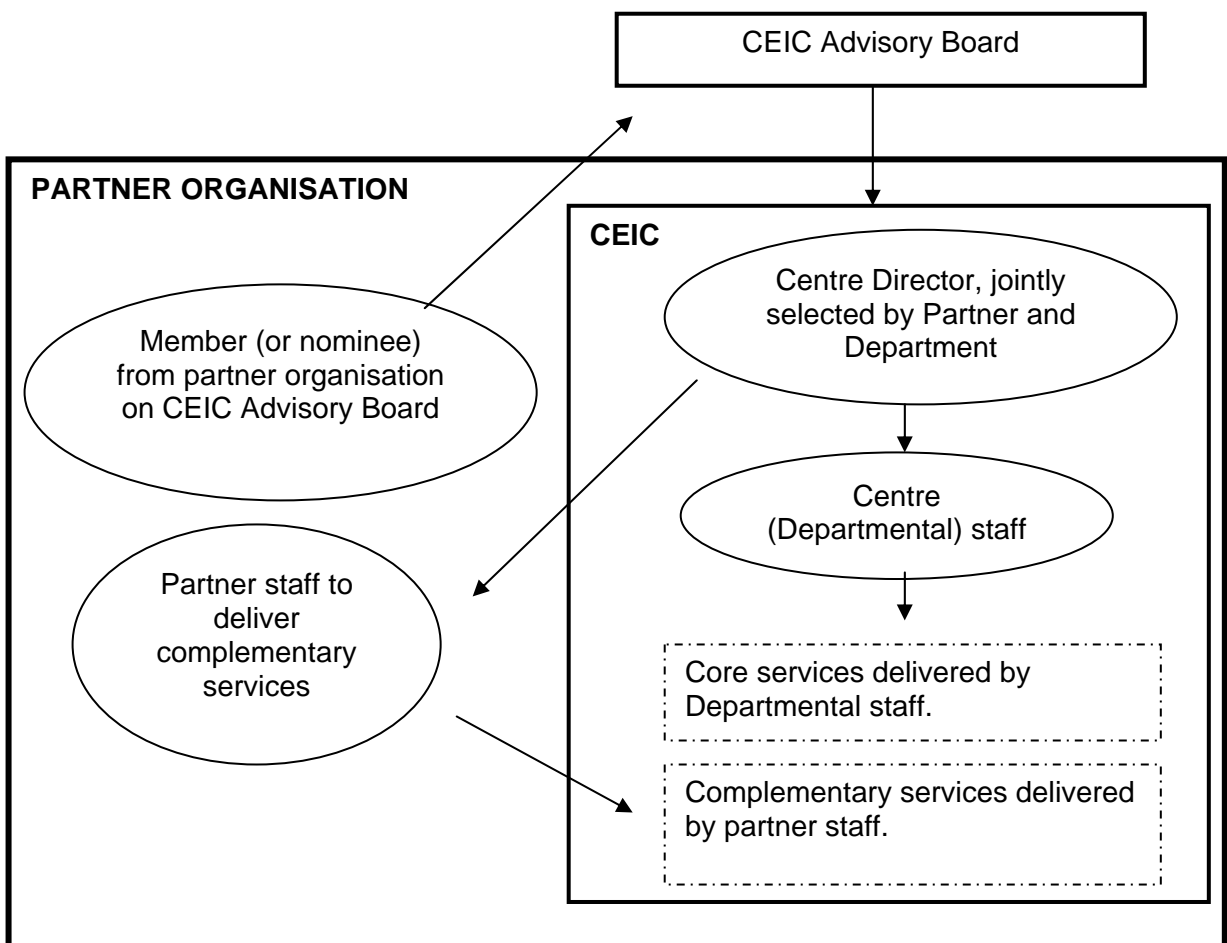 CEIC Advisory Board
PARTNER ORGANISATION
CEIC
Centre Director, jointly
selected by Partner and
Department
Member (or nominee)
from partner organisation
on CEIC Advisory Board
Centre
(Departmental) staff
Partner staff to
deliver
complementary
services
Core services delivered by
Departmental staff.
Complementary services delivered
by partner staff.